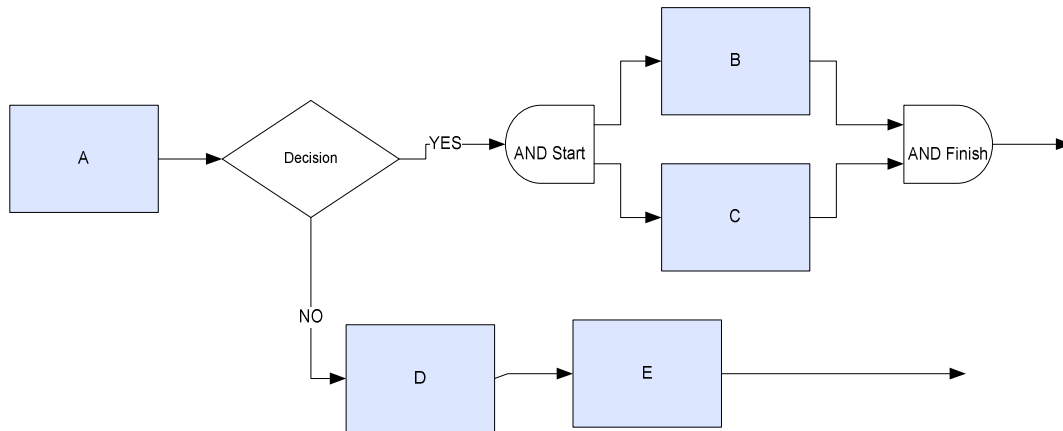 A
Decision
YES
AND Start
B
C
AND Finish
NO
D
E